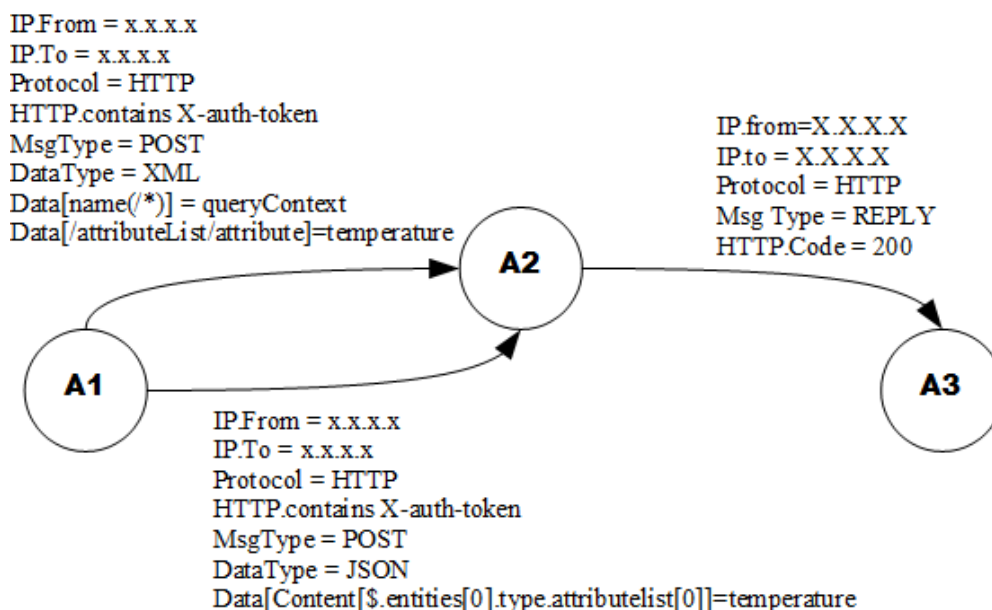 IP.From = x.x.x.x
IP.To = x.x.x.x
Protocol = HTTP
HTTP.contains X-auth-token
MsgType = POST
DataType = XML
Data[name(/*)] = queryContext
Data[/attributeList/attribute]=temperature
IP.from=X.X.X.X
IP.to = X.X.X.X
Protocol = HTTP
Msg Type = REPLY
HTTP.Code = 200
A2
A1
A3
IP.From = x.x.x.x
IP.To = x.x.x.x
Protocol = HTTP
HTTP.contains X-auth-token
MsgType = POST
DataType = JSON
Data[Content[$.entities[0].type.attributelist[0]]=temperature